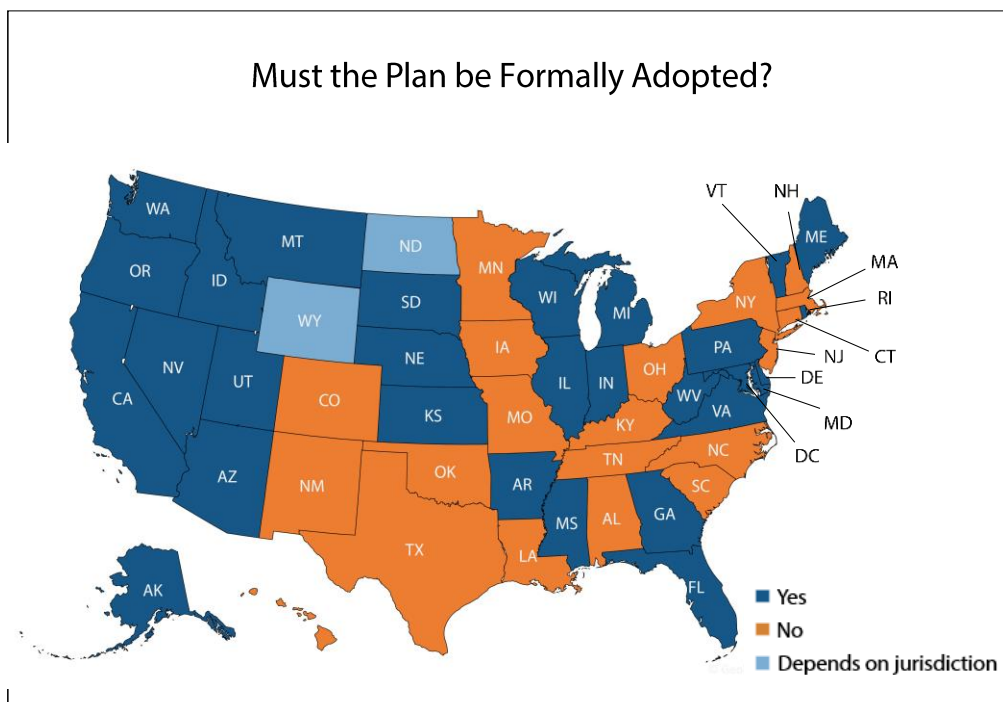 Must the Plan be Formally Adopted?
VT
NH
WA
ME
MT
ND
OR
MN
MA
ID
SD
WI
RI
WY
MI
NY
IA
PA
NJ
CT
NE
NV
OH
DE
UT
IL
IN
WV
CA
CO
KS
MO
VA
MD
KY
NC
DC
TN
OK
AZ
AR
NM
SC
MS
AL
GA
TX
LA
AK
FL
Yes
No
Depends on jurisdiction